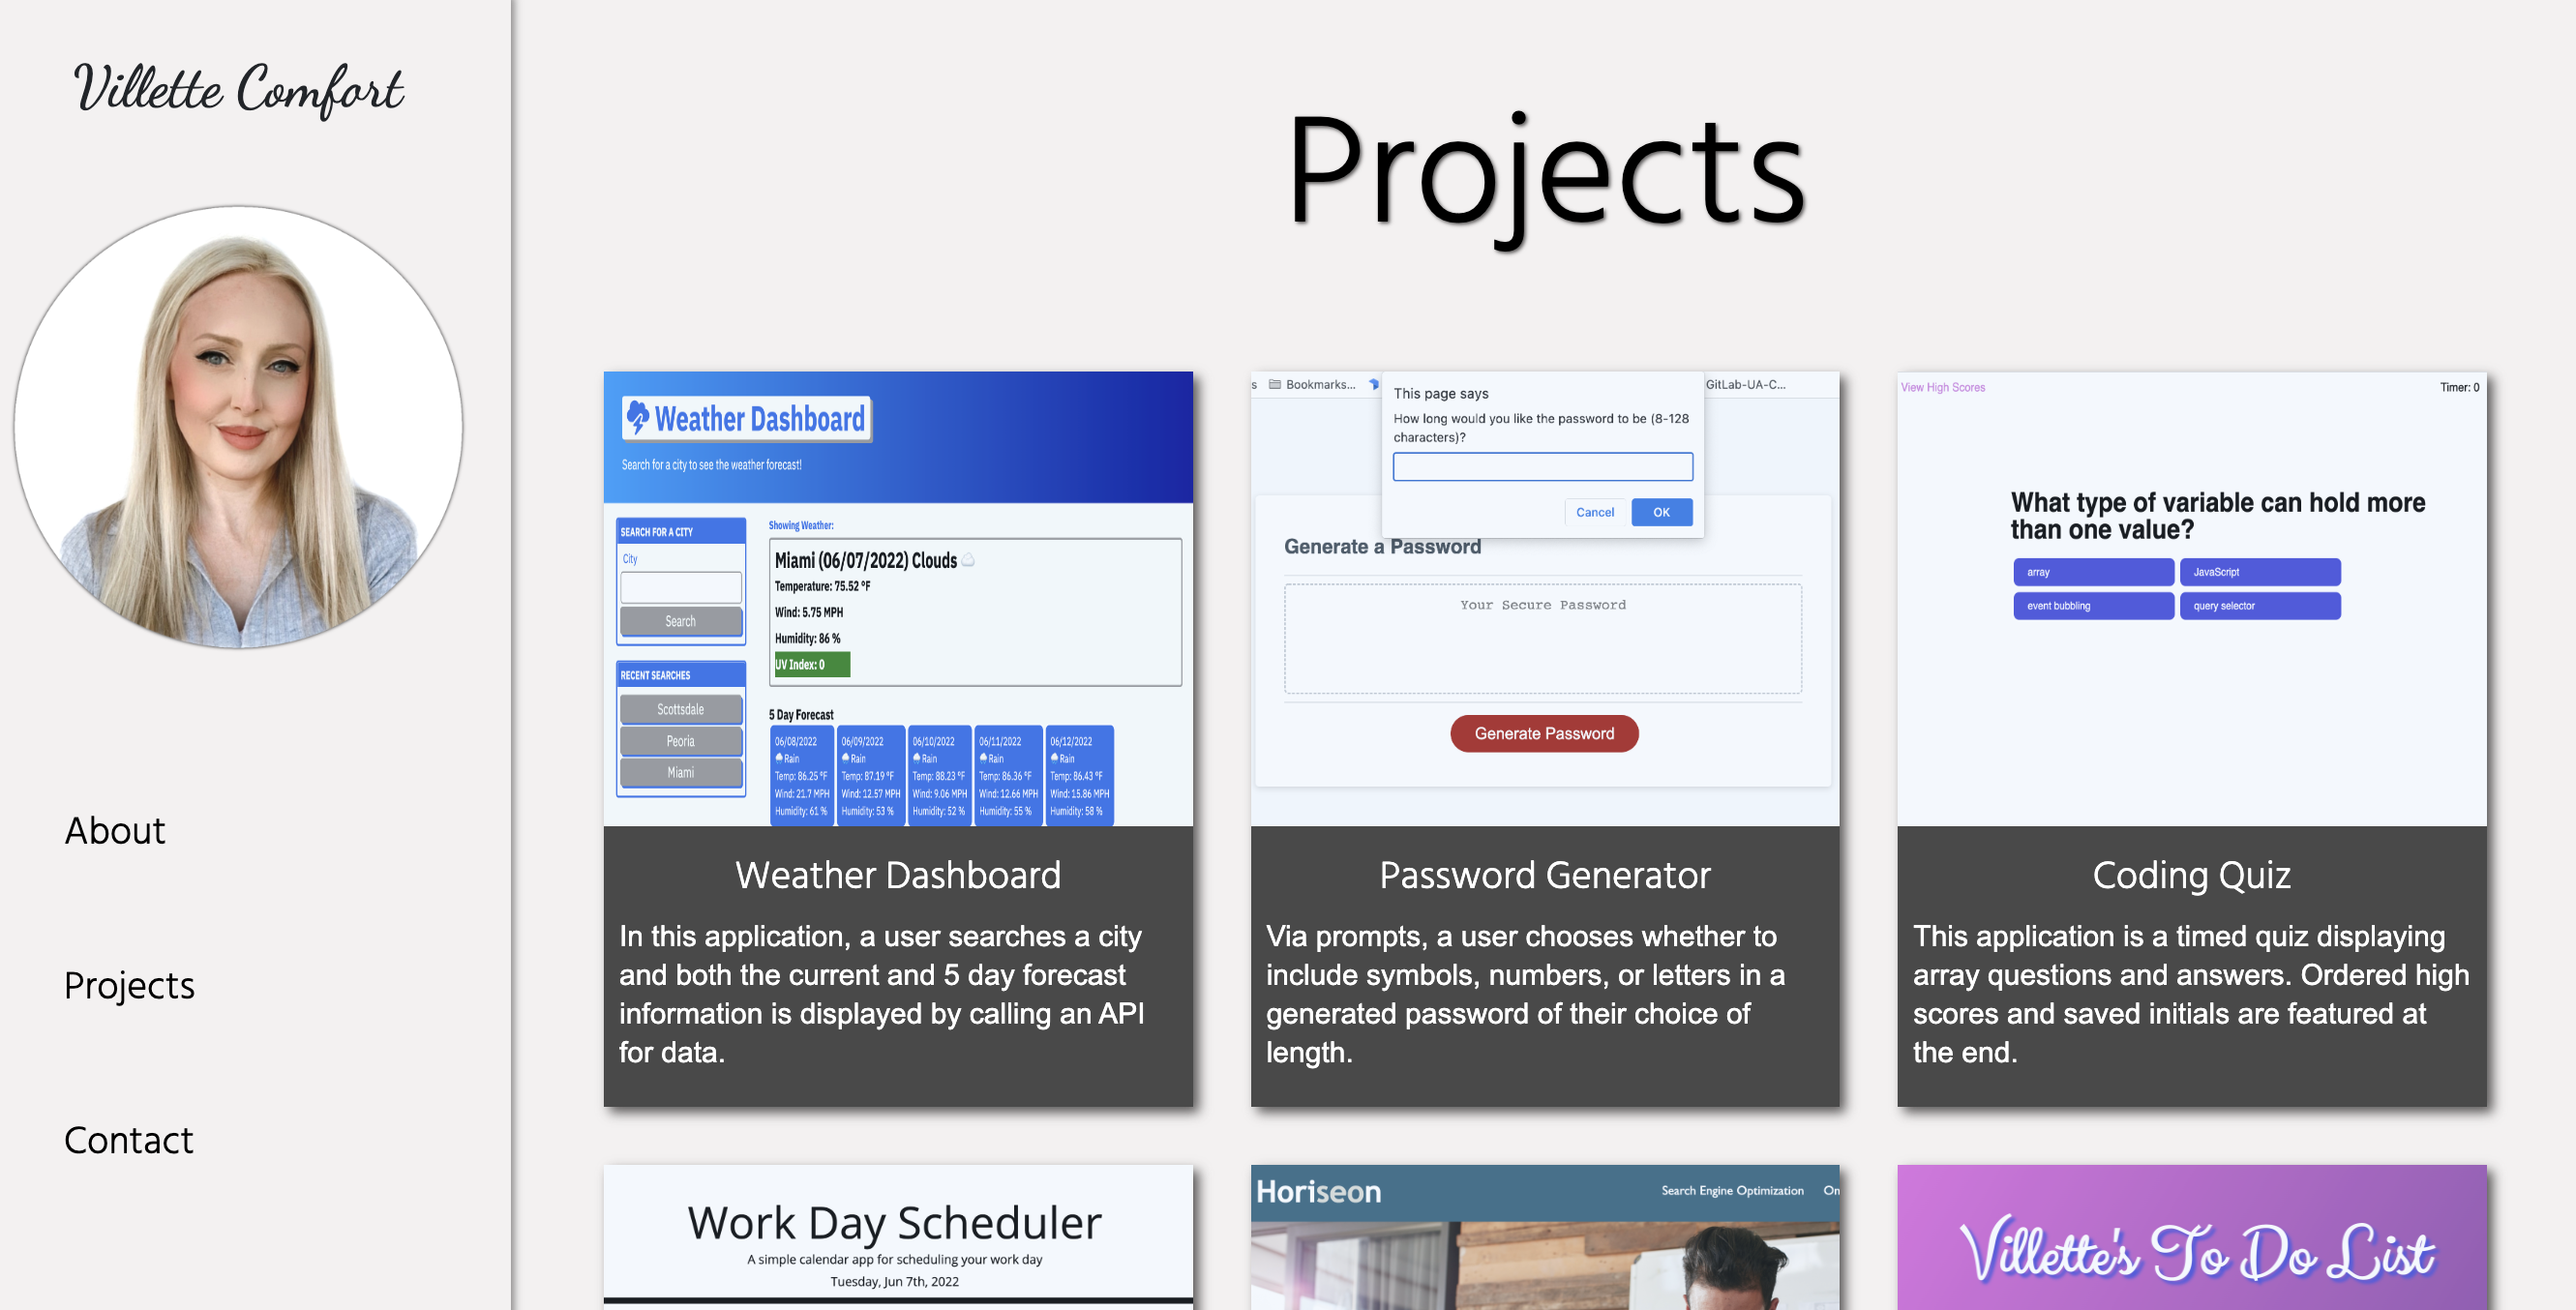 Villette Comfort
About
Projects
Contact
Projects
Weather Dashboard
Search for a city to see the weather forecast!
SEARCH FOR A CITY
City
Search
RECENT SEARCHES
Scottsdale
Peoria
Miami
Showing Weather:
Miami (06/07/2022) Clouds
Temperature: 75.52 °F
Wind: 5.75 MPH
Humidity: 86 %
UV Index: 0
5 Day Forecast
06/08/2022 06/09/2022 06/10/2022 06/11/2022 06/12/2022
Rain Rain Rain Rain Rain
Temp: 86.25 °F Temp: 87.19 °F Temp: 88.23 °F Temp: 86.36 °F Temp: 86.43 °F
Wind: 21.7 MPH Wind: 12.57 MPH Wind: 9.06 MPH Wind: 12.66 MPH Wind: 15.86 MPH
Humidity: 61 % Humidity: 53 % Humidity: 52 % Humidity: 55 % Humidity: 58 %
Weather Dashboard
In this application, a user searches a city
and both the current and 5 day forecast
information is displayed by calling an API
for data.
s Bookmarks... GitLab-UA-C...
This page says
How long would you like the password to be (8-128
characters)?
Cancel OK
Generate a Password
Your Secure Password
Generate Password
Password Generator
Via prompts, a user chooses whether to
include symbols, numbers, or letters in a
generated password of their choice of
length.
View High Scores Timer: 0
What type of variable can hold more
than one value?
array JavaScript
event bubbling query selector
Coding Quiz
This application is a timed quiz displaying
array questions and answers. Ordered high
scores and saved initials are featured at
the end.
Work Day Scheduler
A simple calendar app for scheduling your work day
Tuesday, Jun 7th, 2022
Horiseon
Search Engine Optimization On
Villette's To Do List